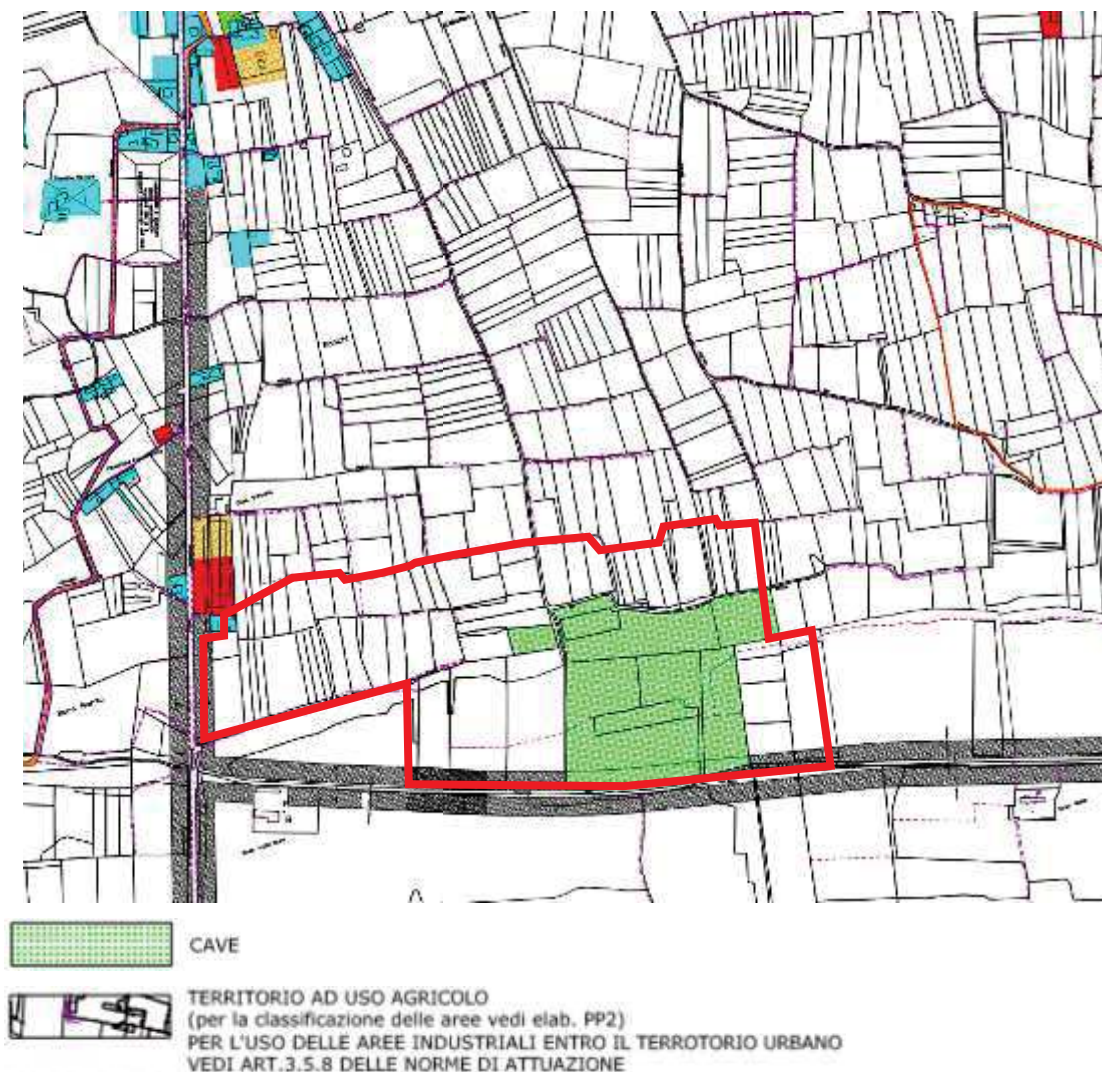 CAVE
TERRITORIO AD USO AGRICOLO
(per la classificazione delle aree vedi elab. PP2)
PER L'USO DELLE AREE INDUSTRIALI ENTRO IL TERROTORIO URBANO
VEDI ART.3.5.8 DELLE NORME DI ATTUAZIONE